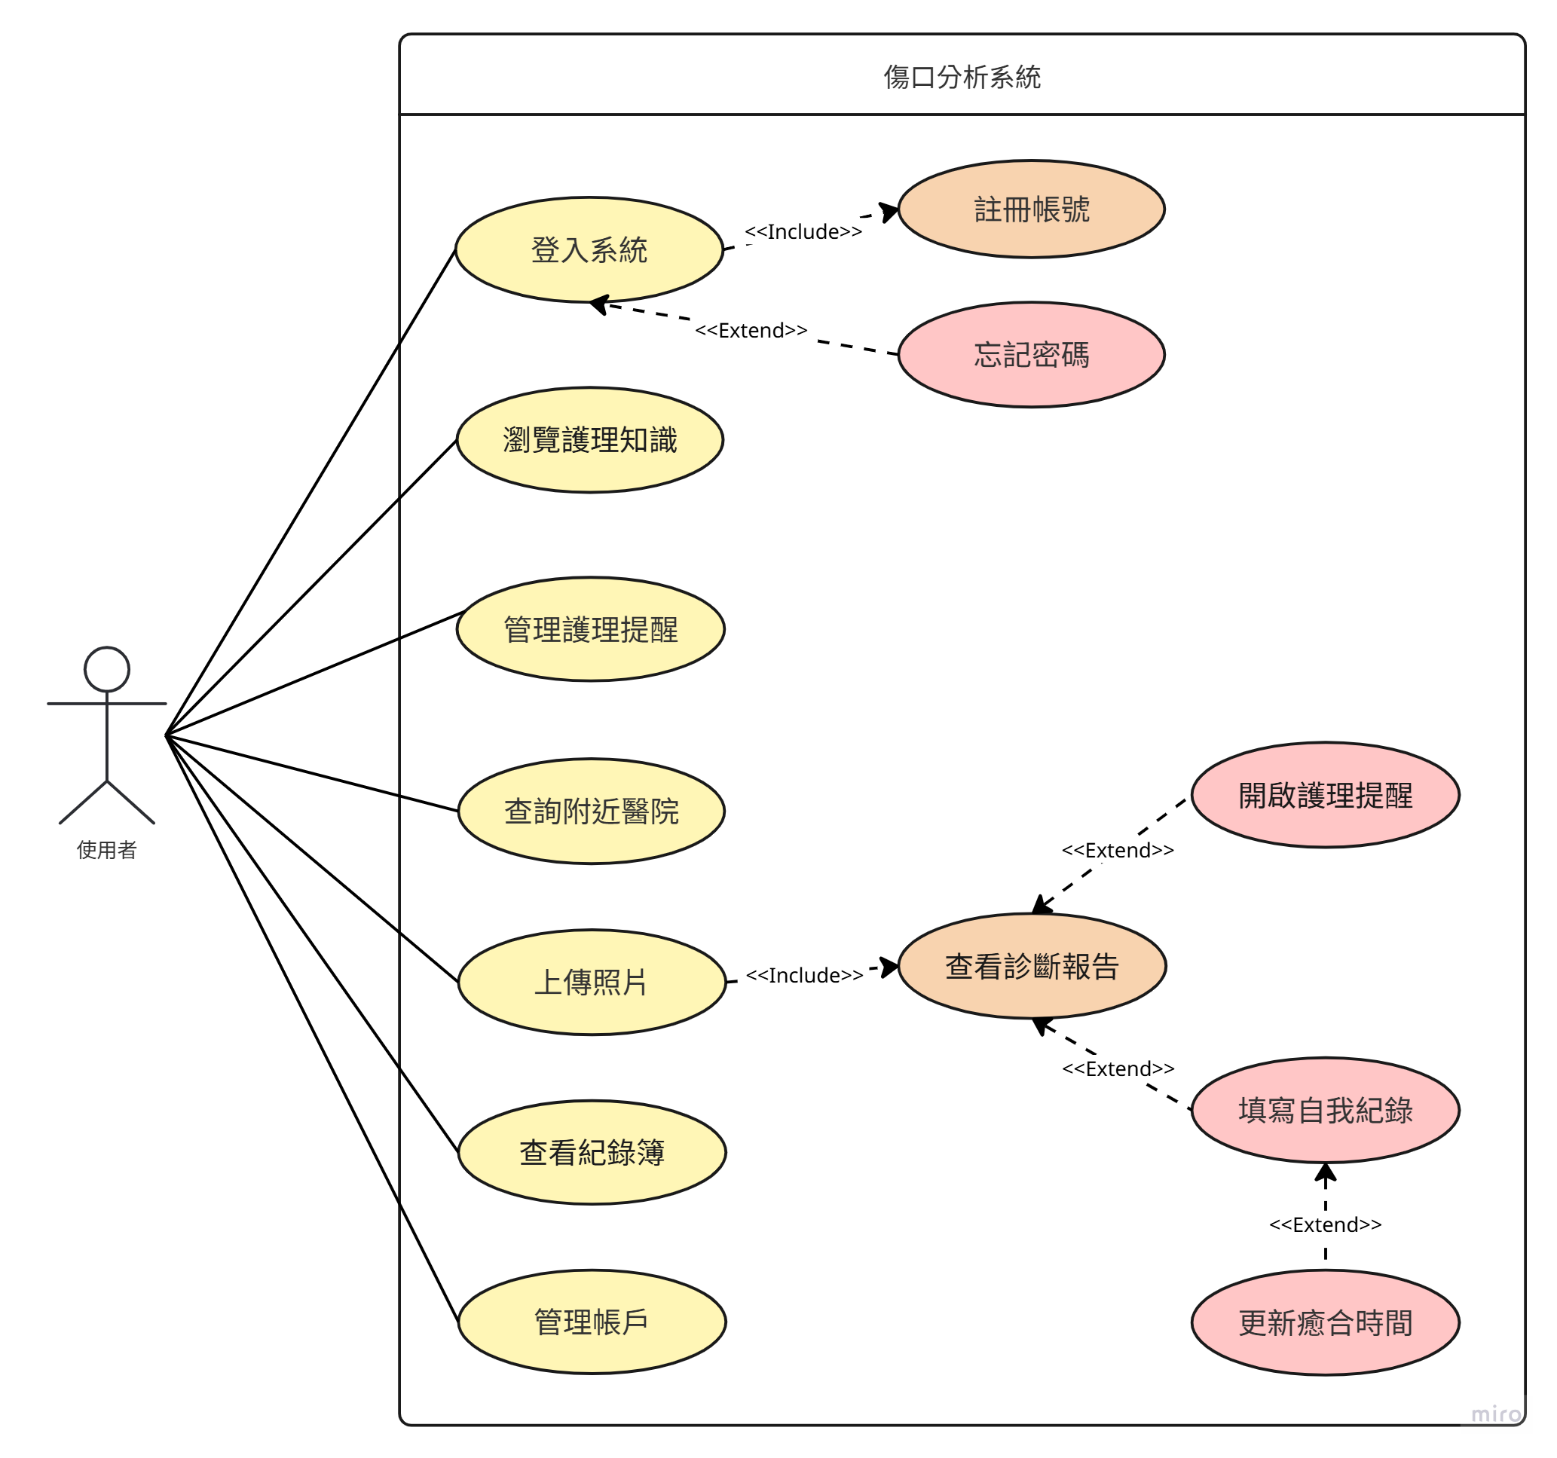 傷口分析系統
註冊帳號
登入系統
<<Include>>
<<Extend>>
忘記密碼
瀏覽護理知識
管理護理提醒
使用者
查詢附近醫院
開啟護理提醒
<<Extend>>
上傳照片
<<Include>>
查看診斷報告
<<Extend>>
填寫自我紀錄
查看紀錄簿
<<Extend>>
管理帳戶
更新癒合時間
miro